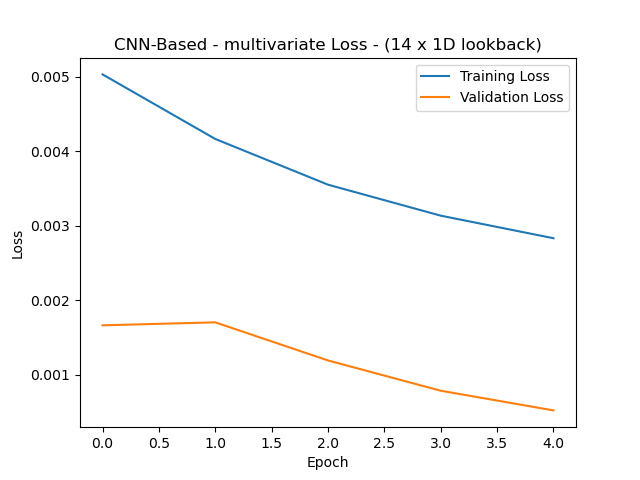 CNN-Based - multivariate Loss - (14 x 1D lookback)
Training Loss
Validation Loss
0.005
0.004
0.003
0.002
0.001
Loss
0.0 0.5 1.0 1.5 2.0 2.5 3.0 3.5 4.0
Epoch